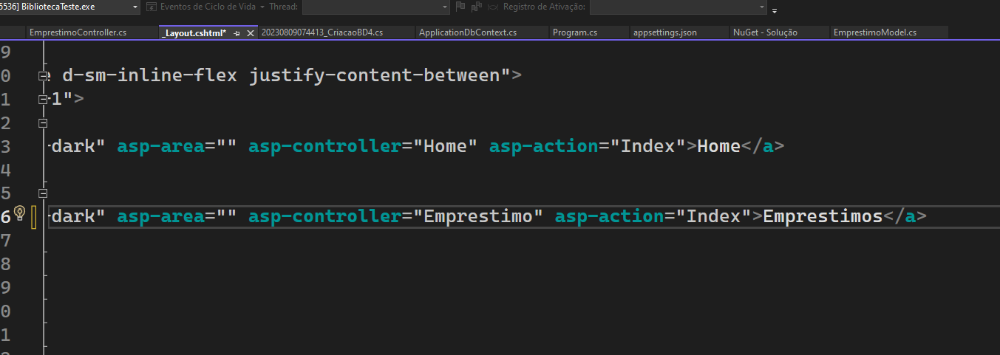 5536] BibliotecaTeste.exe Eventos de Ciclo de Vida Thread: Registro de Ativação:
EmprestimoController.cs _Layout.cshtml* 20230809074413_CriacaoBD4.cs ApplicationDbContext.cs Program.cs appsettings.json NuGet - Solução EmprestimoModel.cs
9
0 e d-sm-inline-flex justify-content-between">
1 -1">
2
3 -dark" asp-area="" asp-controller="Home" asp-action="Index">Home</a>
4
5
6 -dark" asp-area="" asp-controller="Emprestimo" asp-action="Index">Emprestimos</a>
7
8
9
0
1